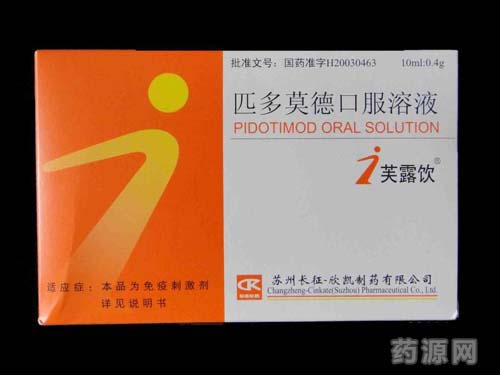 批准文号：国药准字H20030463 10ml:0.4g
匹多莫德口服溶液
PIDOTIMOD ORAL SOLUTION
芙露饮®
适应症：本品为免疫刺激剂
详见说明书
CR
苏州长征-欣凯制药有限公司
Changzheng-Cinkate(Suzhou) Pharmaceutical Co., Ltd.
药源网